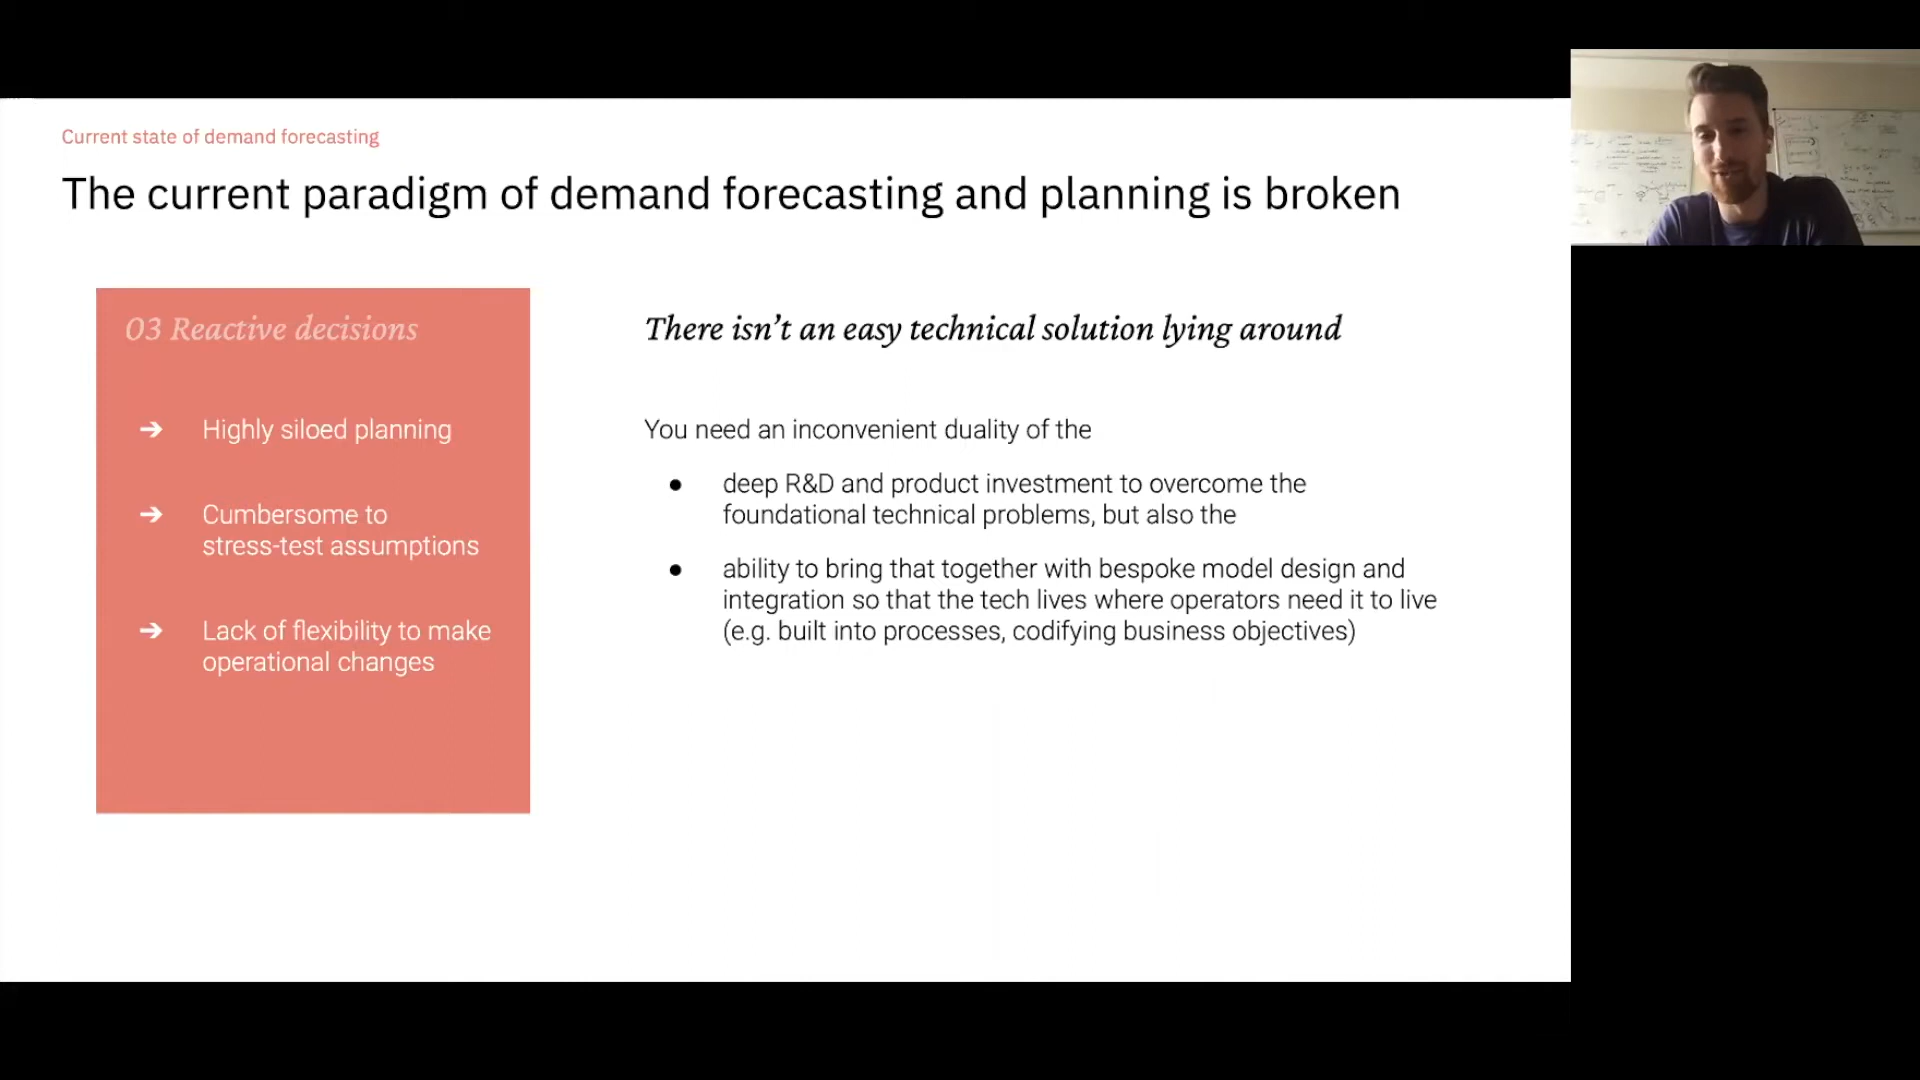 Current state of demand forecasting
The current paradigm of demand forecasting and planning is broken
03 Reactive decisions
➔ Highly siloed planning
➔ Cumbersome to
stress-test assumptions
➔ Lack of flexibility to make
operational changes
There isn’t an easy technical solution lying around
You need an inconvenient duality of the
● deep R&D and product investment to overcome the
foundational technical problems, but also the
● ability to bring that together with bespoke model design and
integration so that the tech lives where operators need it to live
(e.g. built into processes, codifying business objectives)